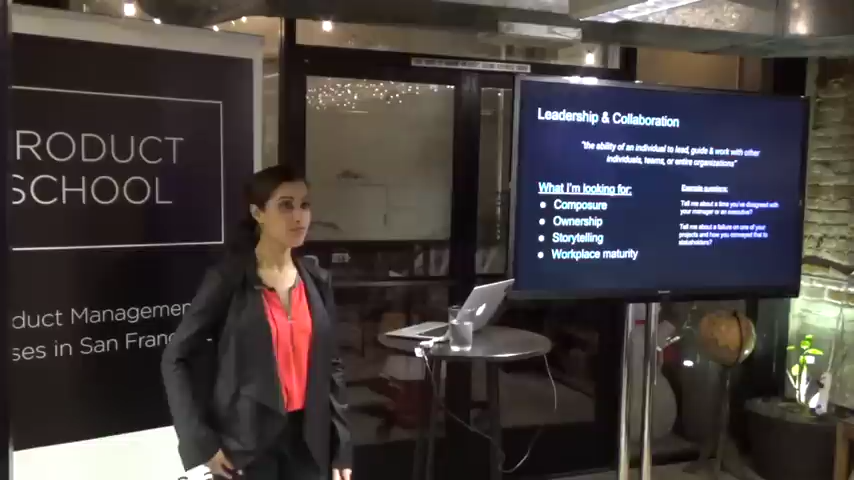 RODUCT
SCHOOL
duct Management
ses in San Franc
Leadership & Collaboration
"the ability of an individual to lead, guide & work with other
individuals, teams, or entire organizations"
What I'm looking for:
Composure
Ownership
Storytelling
Workplace maturity
Example questions:
Tell me about a time you've disagreed with
your manager or an executive?
Tell me about a failure on one of your
projects and how you conveyed that to
stakeholders?